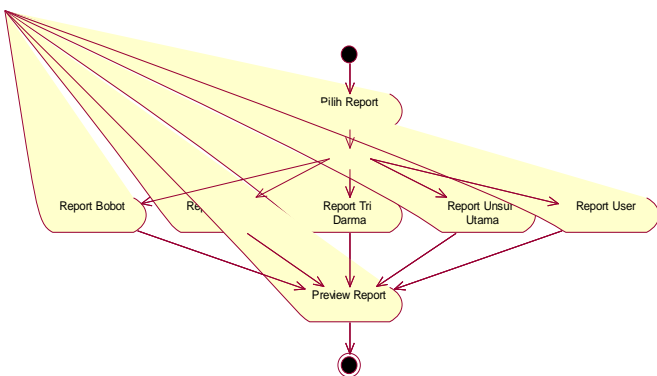 Pilih Report
Report Bobot
Report Tri
Darma
Report Unsur
Utama
Report User
Preview Report